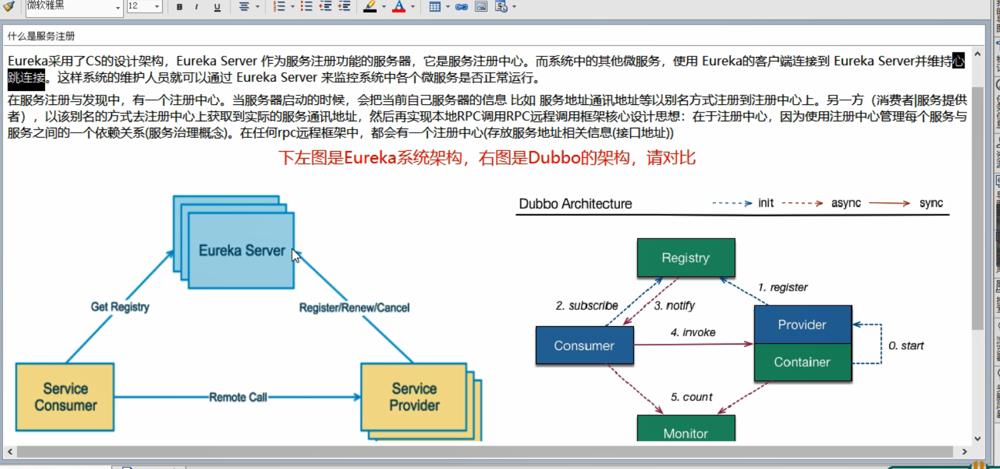 微软雅黑 12 B I U
什么是服务注册
Eureka采用了CS的设计架构，Eureka Server 作为服务注册功能的服务器，它是服务注册中心。而系统中的其他微服务，使用 Eureka的客户端连接到 Eureka Server并维持心
跳连接。这样系统的维护人员就可以通过 Eureka Server 来监控系统中各个微服务是否正常运行。
在服务注册与发现中，有一个注册中心。当服务器启动的时候，会把当前自己服务器的信息 比如 服务地址通讯地址等以别名方式注册到注册中心上。另一方（消费者|服务提供
者），以该别名的方式去注册中心上获取到实际的服务通讯地址，然后再实现本地RPC调用RPC远程调用框架核心设计思想：在于注册中心，因为使用注册中心管理每个服务与
服务之间的一个依赖关系(服务治理概念)。在任何rpc远程框架中，都会有一个注册中心(存放服务地址相关信息(接口地址))
下左图是Eureka系统架构，右图是Dubbo的架构，请对比
Eureka Server
Get Registry
Register/Renew/Cancel
Service
Consumer
Remote Call
Service
Provider
Dubbo Architecture
init
async
sync
Registry
1. register
2. subscribe
3. notify
Provider
4. invoke
Consumer
0. start
Container
5. count
Monitor